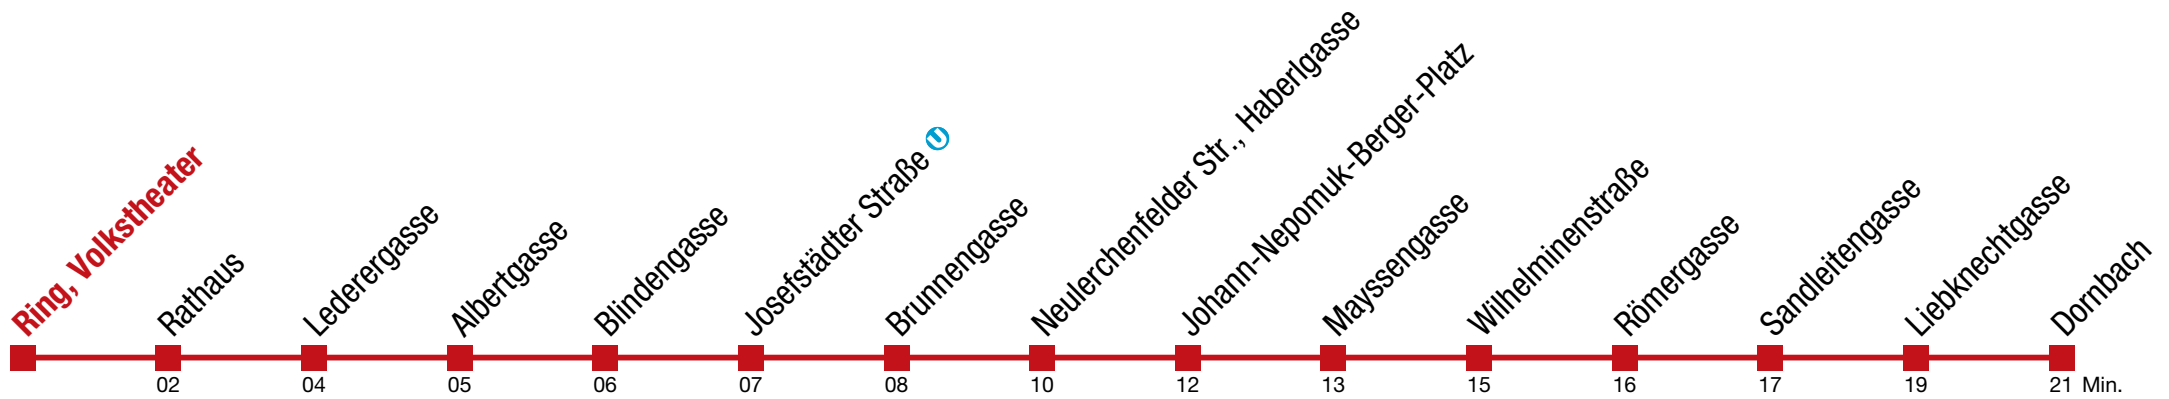 Ring, Volkstheater
Rathaus
Lederergasse
Albertgasse
Blindengasse
Josefstädter Straße U
Brunnengasse
Neulerchenfelder Str., Haberlgasse
Johann-Nepomuk-Berger-Platz
Mayssengasse
Wilhelminenstraße
Römergasse
Sandleitengasse
Liebknechtgasse
Dornbach
02 04 05 06 07 08 10 12 13 15 16 17 19 21 Min.